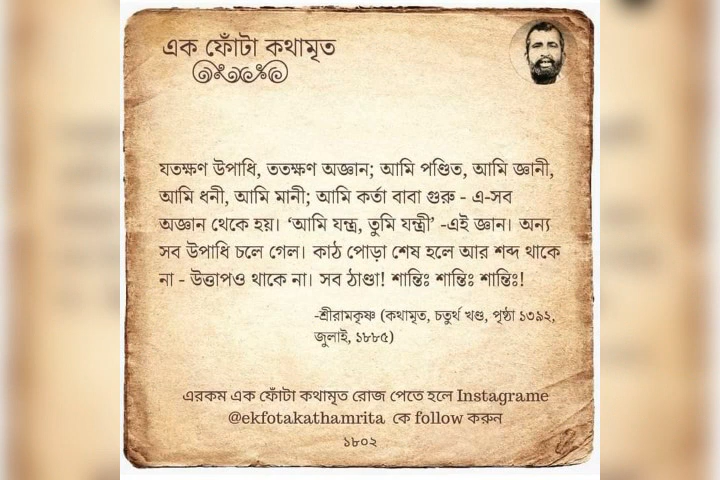 এক ফোঁটা কথামৃত
যতক্ষণ উপাধি, ততক্ষণ অজ্ঞান; আমি পণ্ডিত, আমি জ্ঞানী,
আমি ধনী, আমি মানী; আমি কর্তা বাবা গুরু - এ-সব
অজ্ঞান থেকে হয়। ‘আমি যন্ত্র, তুমি যন্ত্রী’ -এই জ্ঞান। অন্য
সব উপাধি চলে গেল। কাঠ পোড়া শেষ হলে আর শব্দ থাকে
না - উত্তাপও থাকে না। সব ঠাণ্ডা! শান্তিঃ শান্তিঃ শান্তিঃ!
-শ্রীরামকৃষ্ণ (কথামৃত, চতুর্থ খণ্ড, পৃষ্ঠা ১৩৯২,
জুলাই, ১৮৮৫)
এরকম এক ফোঁটা কথামৃত রোজ পেতে হলে Instagrame
@ekfotakathamrita কে follow করুন
১৮০২